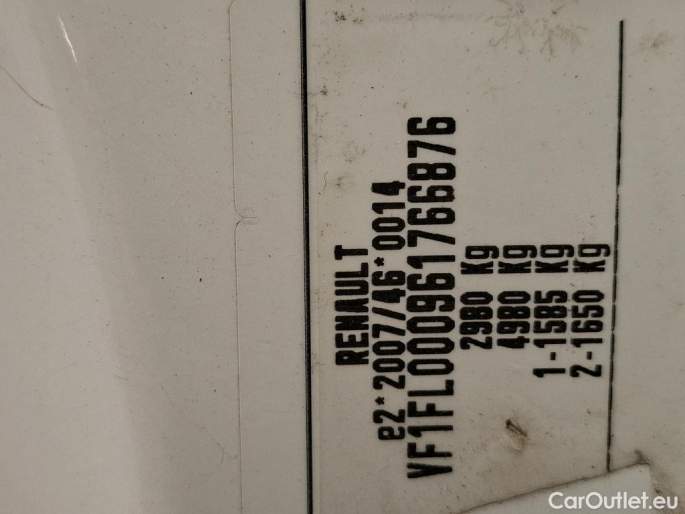 RENAULT
e2*2007/46*0014
VF1FL000961766876
2980 Kg
4980 Kg
1-1585 Kg
2-1650 Kg
CarOutlet.eu